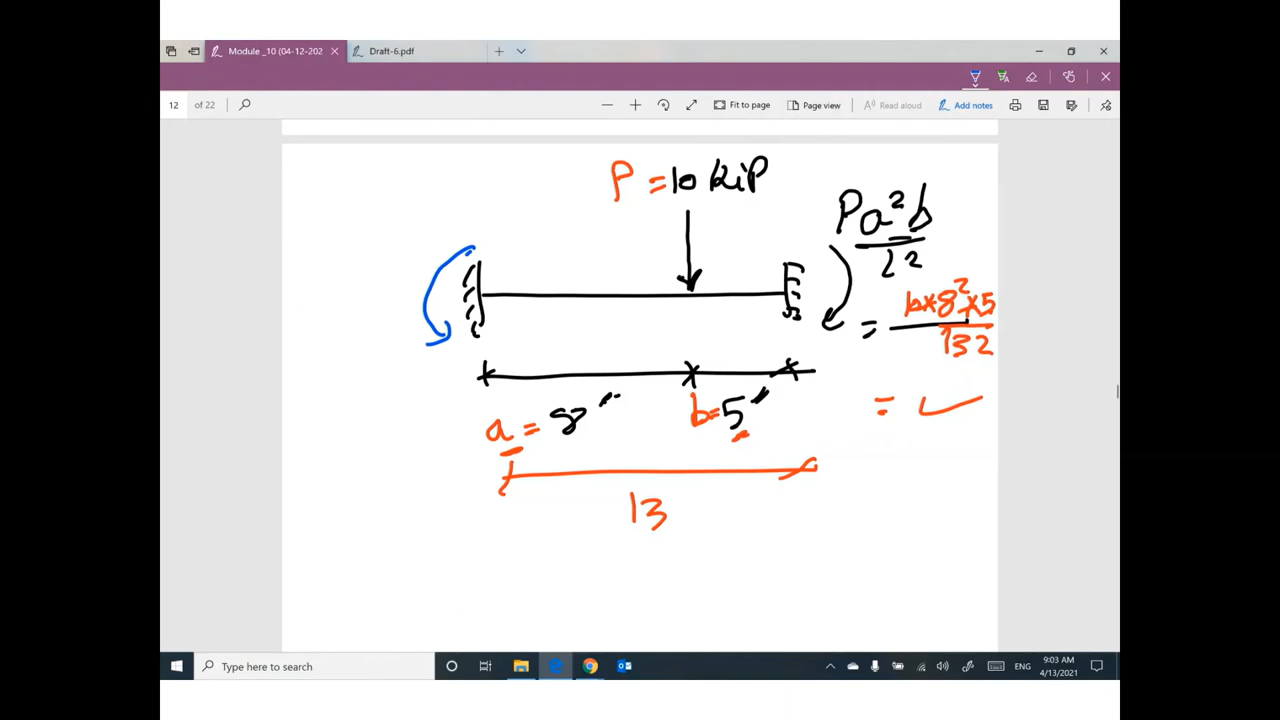 Module _10 (04-12-202
Draft-6.pdf
12 of 22
Fit to page
Page view
Read aloud
Add notes
P = 10 KiP
Pa²b
L²
= 10×8²×5
132
=
a = 8"
b = 5'
13
Type here to search
ENG
9:03 AM
4/13/2021